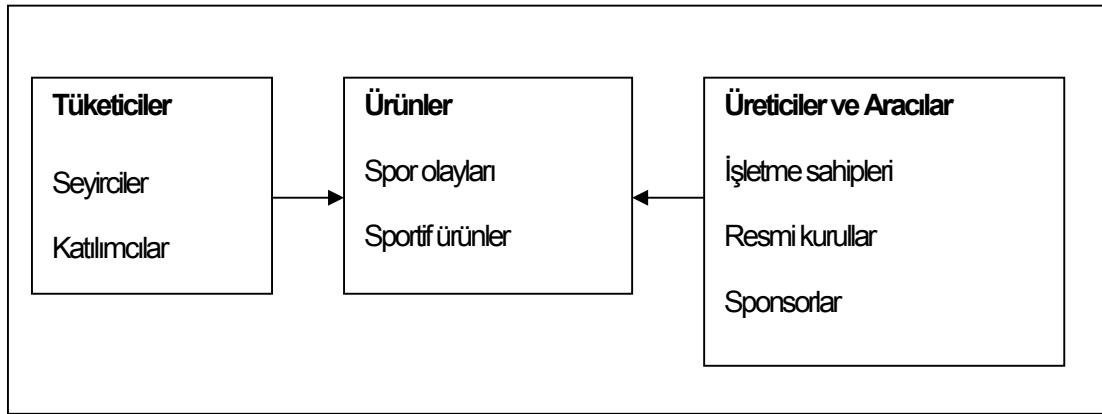 Tüketiciler
Seyirciler
Katılımcılar
Ürünler
Spor olayları
Sportif ürünler
Üreticiler ve Aracılar
İşletme sahipleri
Resmi kurullar
Sponsorlar